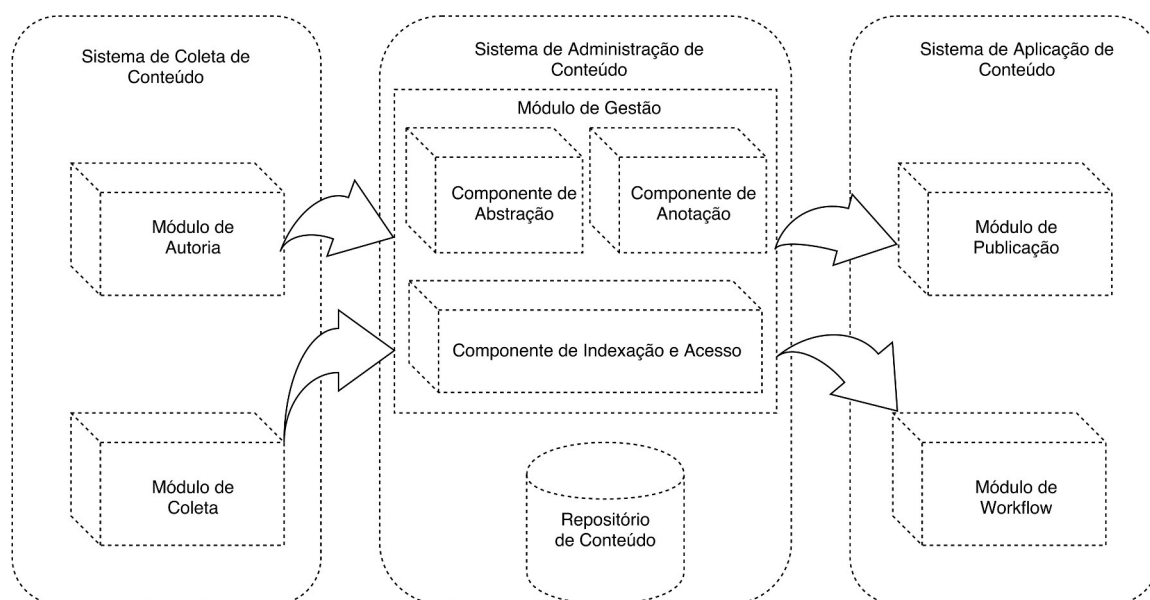 Sistema de Coleta de
Conteúdo
Módulo de
Autoria
Módulo de
Coleta
Sistema de Administração de
Conteúdo
Módulo de Gestão
Componente de
Abstração
Componente de
Anotação
Componente de Indexação e Acesso
Repositório
de Conteúdo
Sistema de Aplicação de
Conteúdo
Módulo de
Publicação
Módulo de
Workflow